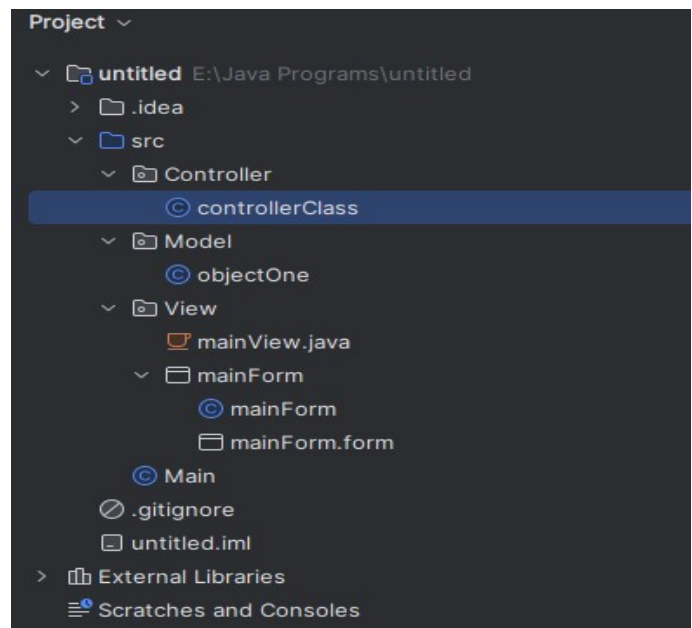 Project
untitled E:\Java Programs\untitled
.idea
src
Controller
controllerClass
Model
objectOne
View
mainView.java
mainForm
mainForm
mainForm.form
Main
.gitignore
untitled.iml
External Libraries
Scratches and Consoles